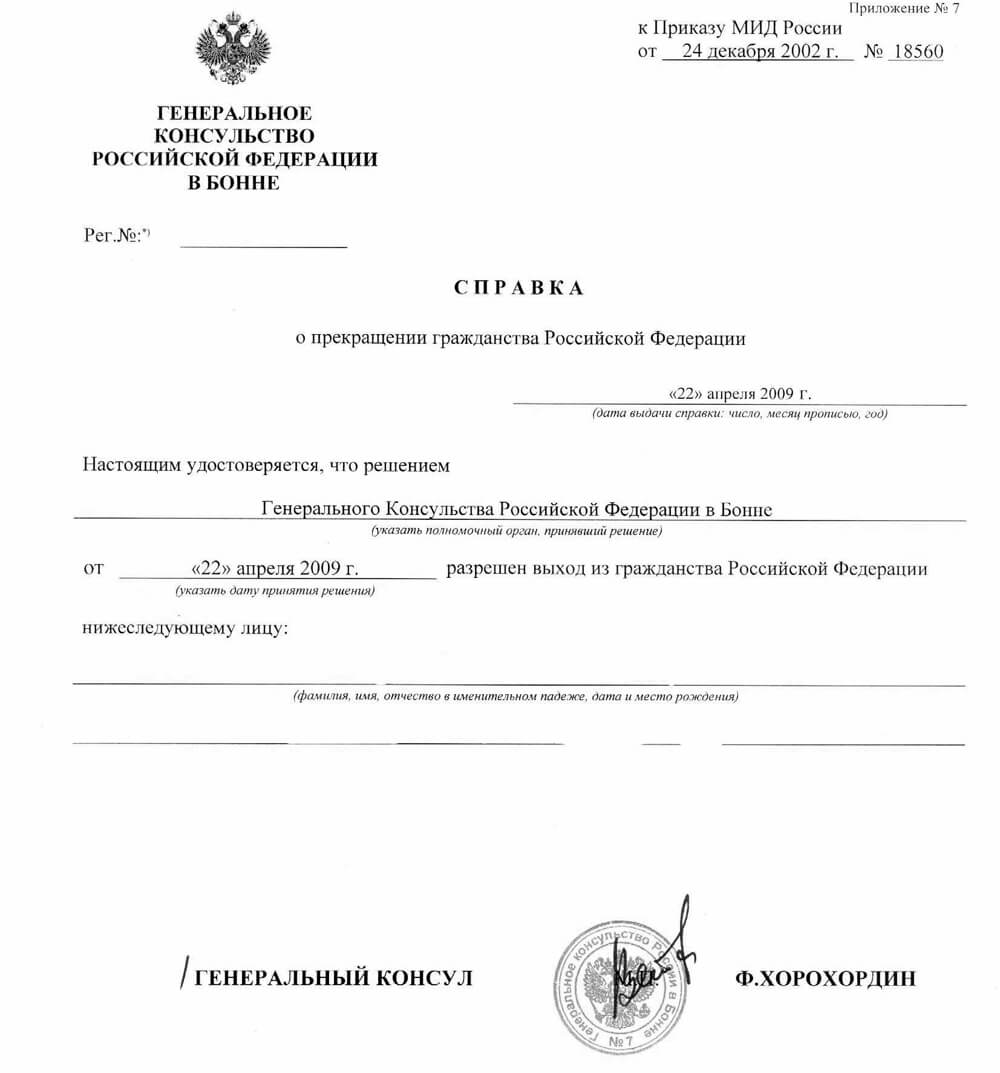 Приложение № 7
к Приказу МИД России
от 24 декабря 2002 г. № 18560
ГЕНЕРАЛЬНОЕ
КОНСУЛЬСТВО
РОССИЙСКОЙ ФЕДЕРАЦИИ
В БОННЕ
Рег.№:*)
СПРАВКА
о прекращении гражданства Российской Федерации
«22» апреля 2009 г.
(дата выдачи справки: число, месяц прописью, год)
Настоящим удостоверяется, что решением
Генерального Консульства Российской Федерации в Бонне
(указать полномочный орган, принявший решение)
от «22» апреля 2009 г. разрешен выход из гражданства Российской Федерации
(указать дату принятия решения)
нижеследующему лицу:
(фамилия, имя, отчество в именительном падеже, дата и место рождения)
/ ГЕНЕРАЛЬНЫЙ КОНСУЛ
Генеральное консульство России в Бонне
№7
Ф.ХОРОХОРДИН